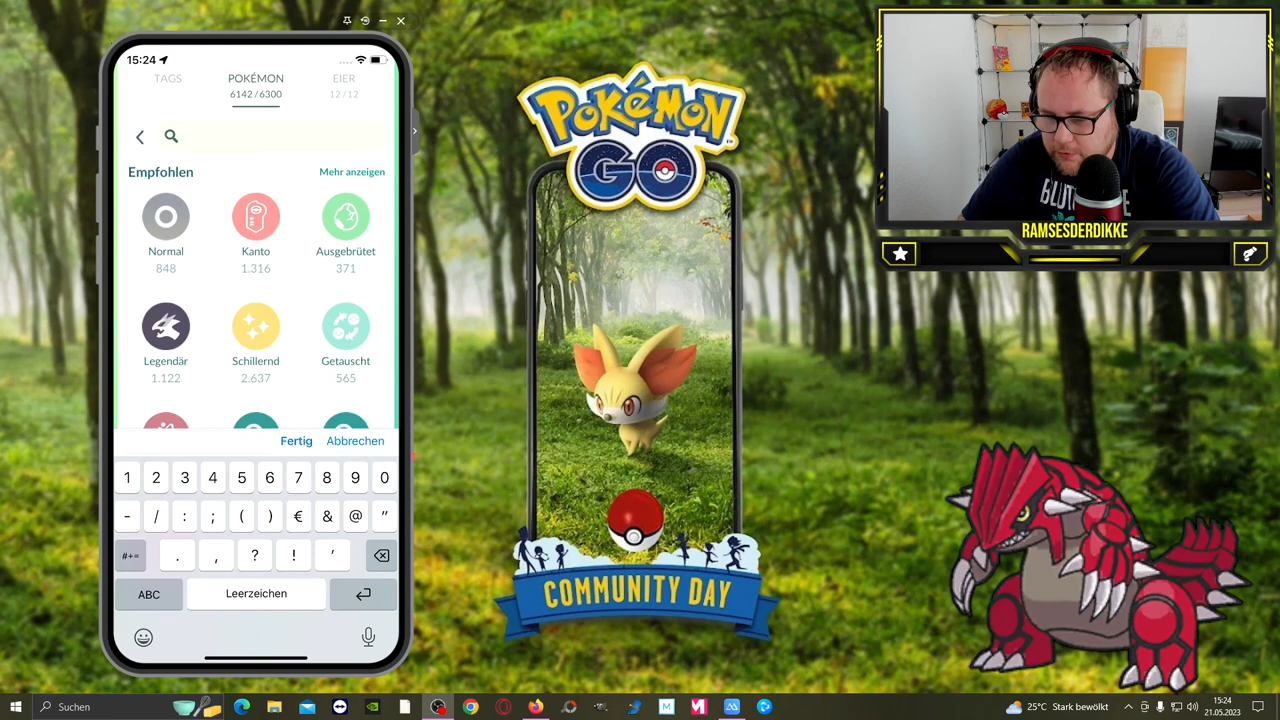 15:24
TAGS
POKÉMON
EIER
6142 / 6300
12 / 12
Empfohlen
Mehr anzeigen
Normal
Kanto
Ausgebrütet
848
1.316
371
Legendär
Schillernd
Getauscht
1.122
2.637
565
Fertig
Abbrechen
1 2 3 4 5 6 7 8 9 0
- / : ; ( ) € & @ "
#+= . , ? ! '
ABC
Leerzeichen
POKÉMON
GO
COMMUNITY DAY
RAMSESDERDIKKE
Suchen
25°C Stark bewölkt
15:24
21.05.2023